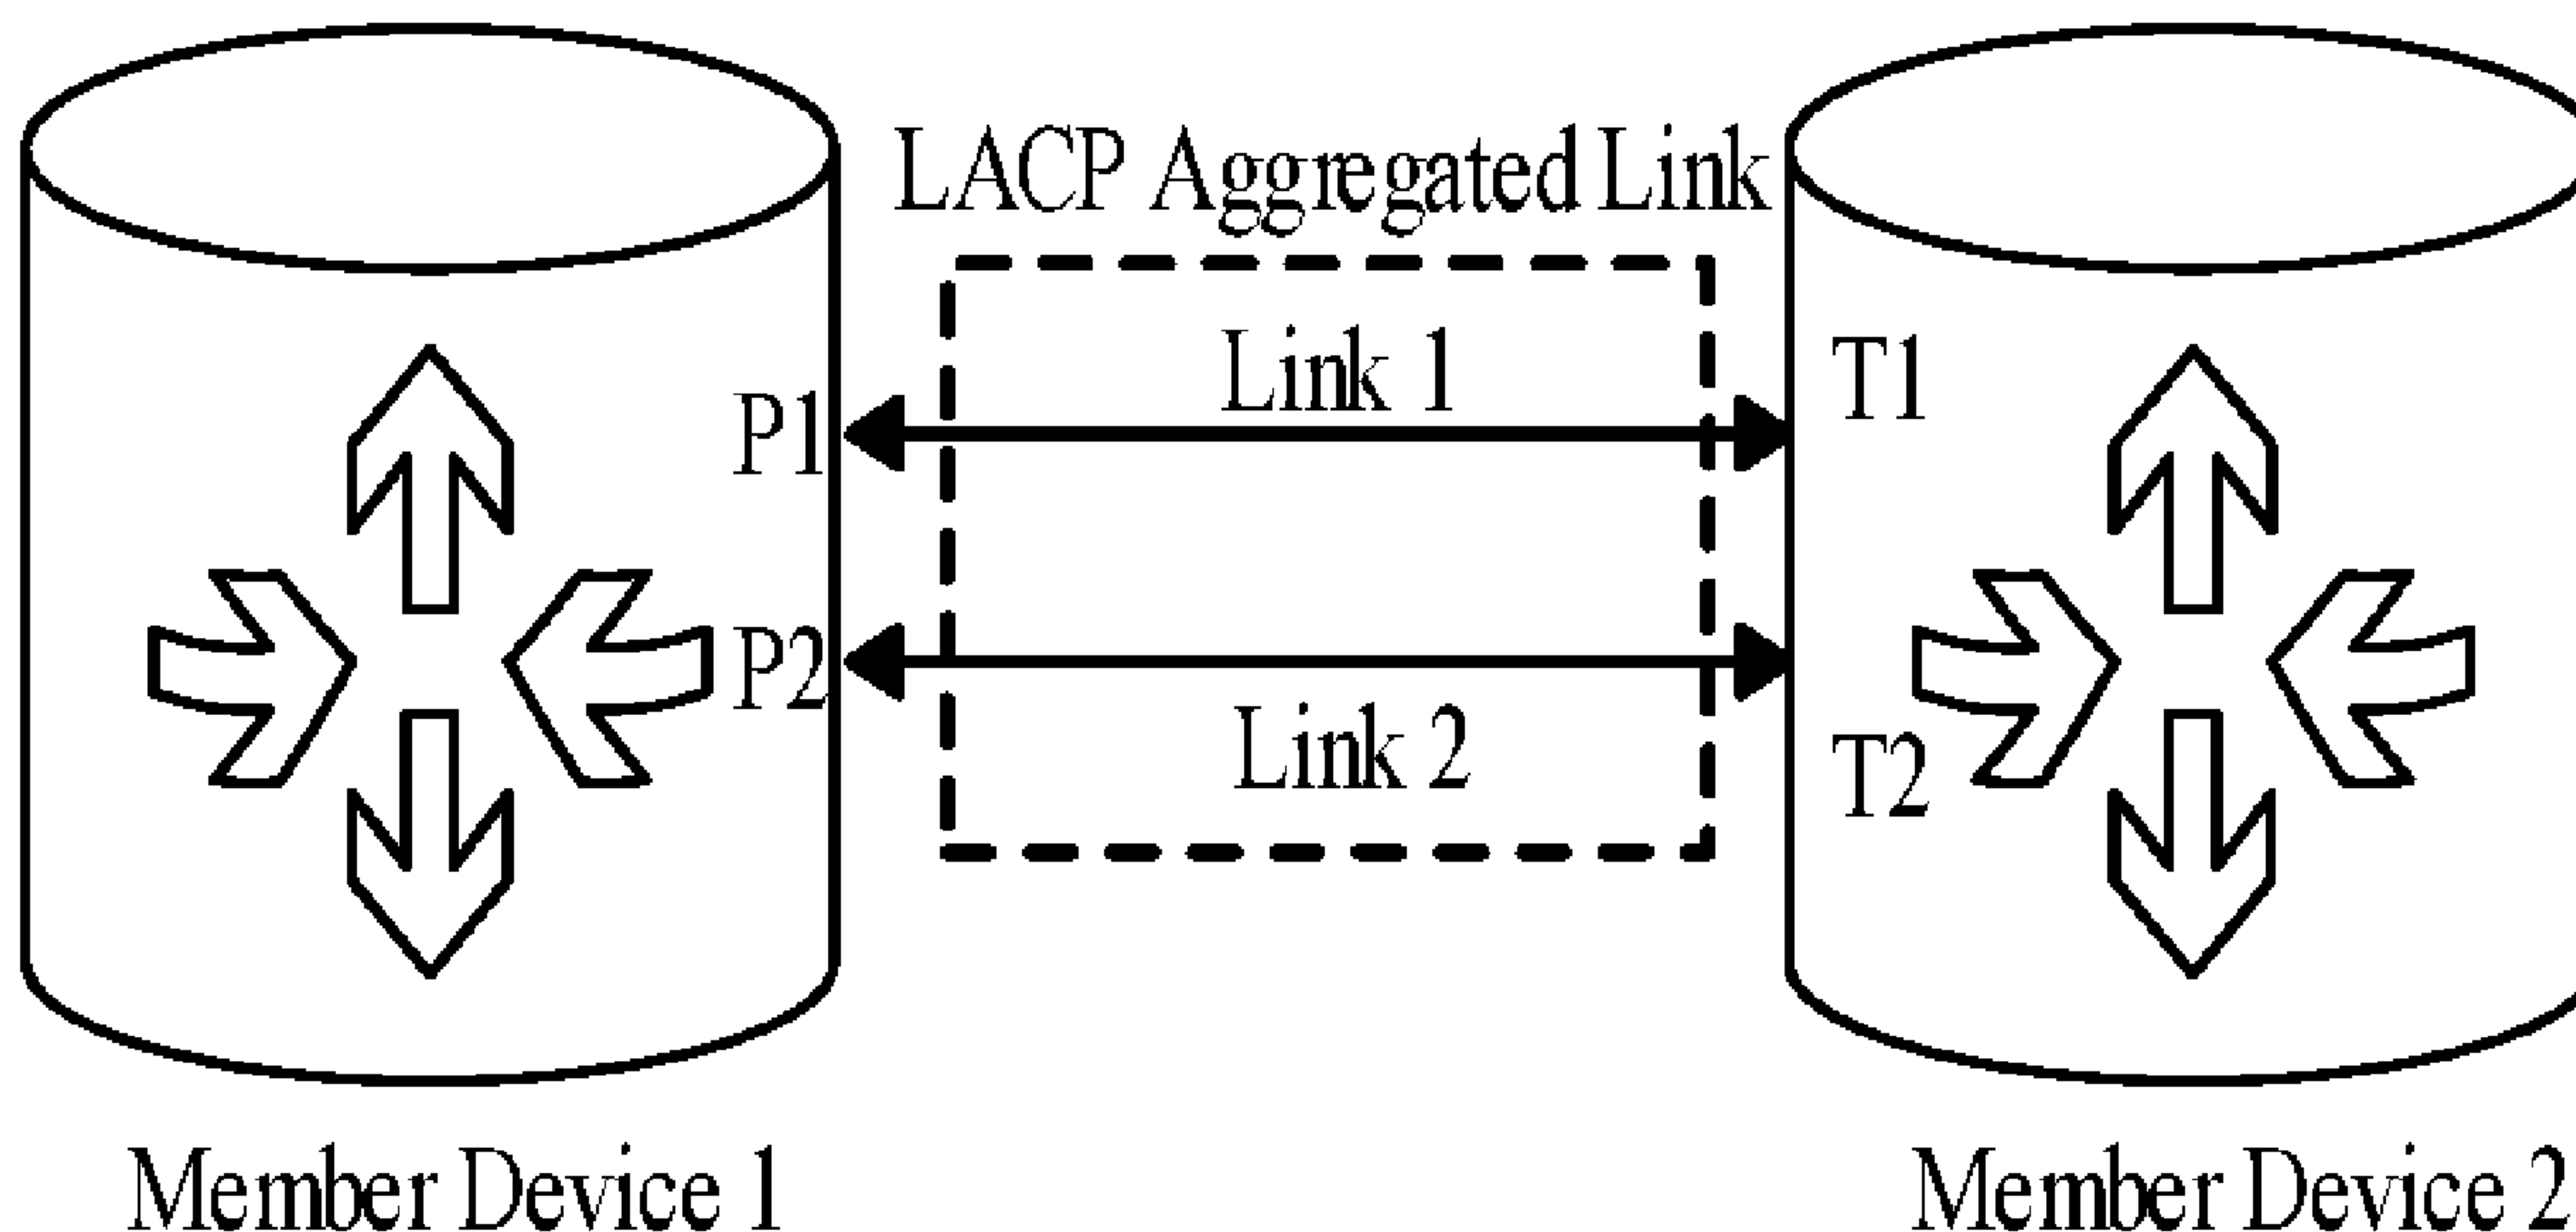 LACP Aggregated Link
Link 1
T1
P1
P2
Link 2
T2
Member Device 1
Member Device 2